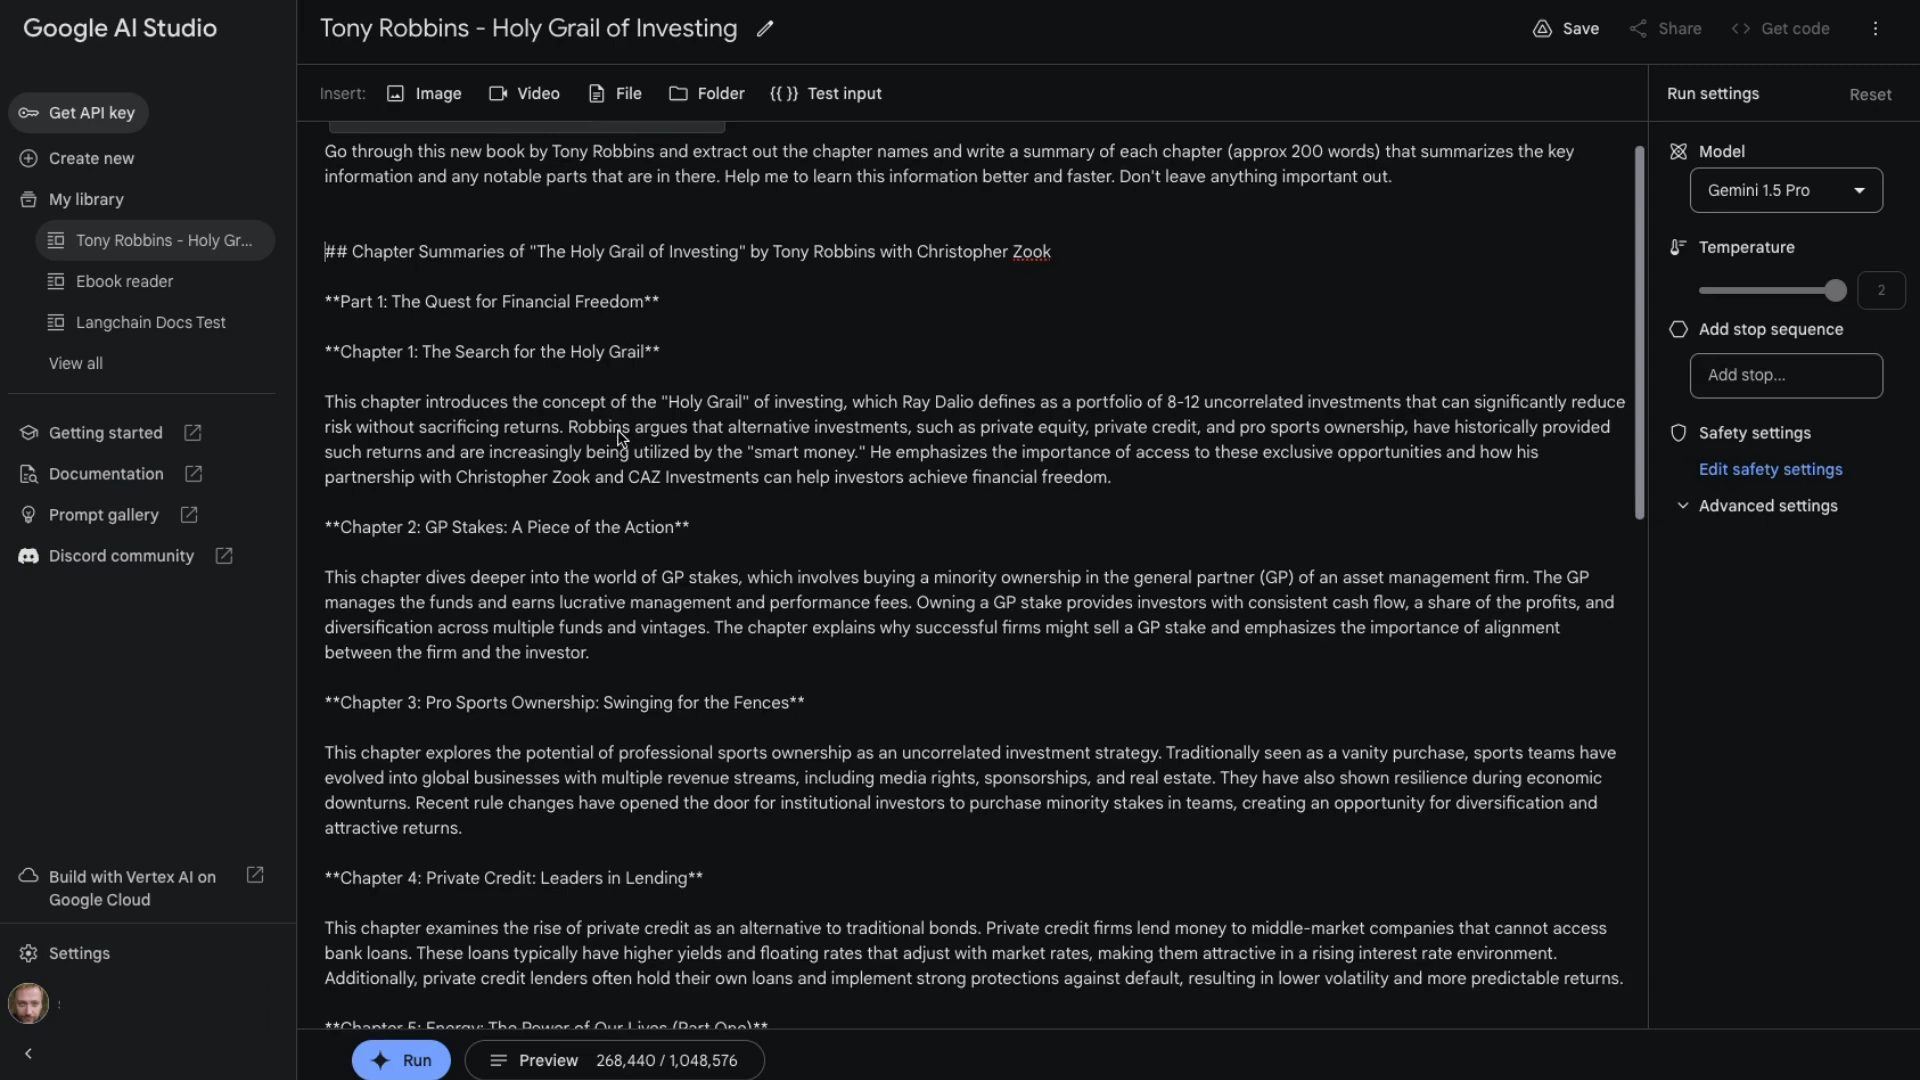 Google AI Studio
Tony Robbins - Holy Grail of Investing
Save
Share
Get code
Get API key
Create new
My library
Tony Robbins - Holy Gr...
Ebook reader
Langchain Docs Test
View all
Getting started
Documentation
Prompt gallery
Discord community
Build with Vertex AI on
Google Cloud
Settings
Insert:
Image
Video
File
Folder
{{ }} Test input
Go through this new book by Tony Robbins and extract out the chapter names and write a summary of each chapter (approx 200 words) that summarizes the key
information and any notable parts that are in there. Help me to learn this information better and faster. Don't leave anything important out.
## Chapter Summaries of "The Holy Grail of Investing" by Tony Robbins with Christopher Zook
**Part 1: The Quest for Financial Freedom**
**Chapter 1: The Search for the Holy Grail**
This chapter introduces the concept of the "Holy Grail" of investing, which Ray Dalio defines as a portfolio of 8-12 uncorrelated investments that can significantly reduce
risk without sacrificing returns. Robbins argues that alternative investments, such as private equity, private credit, and pro sports ownership, have historically provided
such returns and are increasingly being utilized by the "smart money." He emphasizes the importance of access to these exclusive opportunities and how his
partnership with Christopher Zook and CAZ Investments can help investors achieve financial freedom.
**Chapter 2: GP Stakes: A Piece of the Action**
This chapter dives deeper into the world of GP stakes, which involves buying a minority ownership in the general partner (GP) of an asset management firm. The GP
manages the funds and earns lucrative management and performance fees. Owning a GP stake provides investors with consistent cash flow, a share of the profits, and
diversification across multiple funds and vintages. The chapter explains why successful firms might sell a GP stake and emphasizes the importance of alignment
between the firm and the investor.
**Chapter 3: Pro Sports Ownership: Swinging for the Fences**
This chapter explores the potential of professional sports ownership as an uncorrelated investment strategy. Traditionally seen as a vanity purchase, sports teams have
evolved into global businesses with multiple revenue streams, including media rights, sponsorships, and real estate. They have also shown resilience during economic
downturns. Recent rule changes have opened the door for institutional investors to purchase minority stakes in teams, creating an opportunity for diversification and
attractive returns.
**Chapter 4: Private Credit: Leaders in Lending**
This chapter examines the rise of private credit as an alternative to traditional bonds. Private credit firms lend money to middle-market companies that cannot access
bank loans. These loans typically have higher yields and floating rates that adjust with market rates, making them attractive in a rising interest rate environment.
Additionally, private credit lenders often hold their own loans and implement strong protections against default, resulting in lower volatility and more predictable returns.
**Chapter 5: Energy: The Power of Our Lives (Part One)**
Run
Preview 268,440 / 1,048,576
Run settings
Reset
Model
Gemini 1.5 Pro
Temperature
2
Add stop sequence
Add stop...
Safety settings
Edit safety settings
Advanced settings